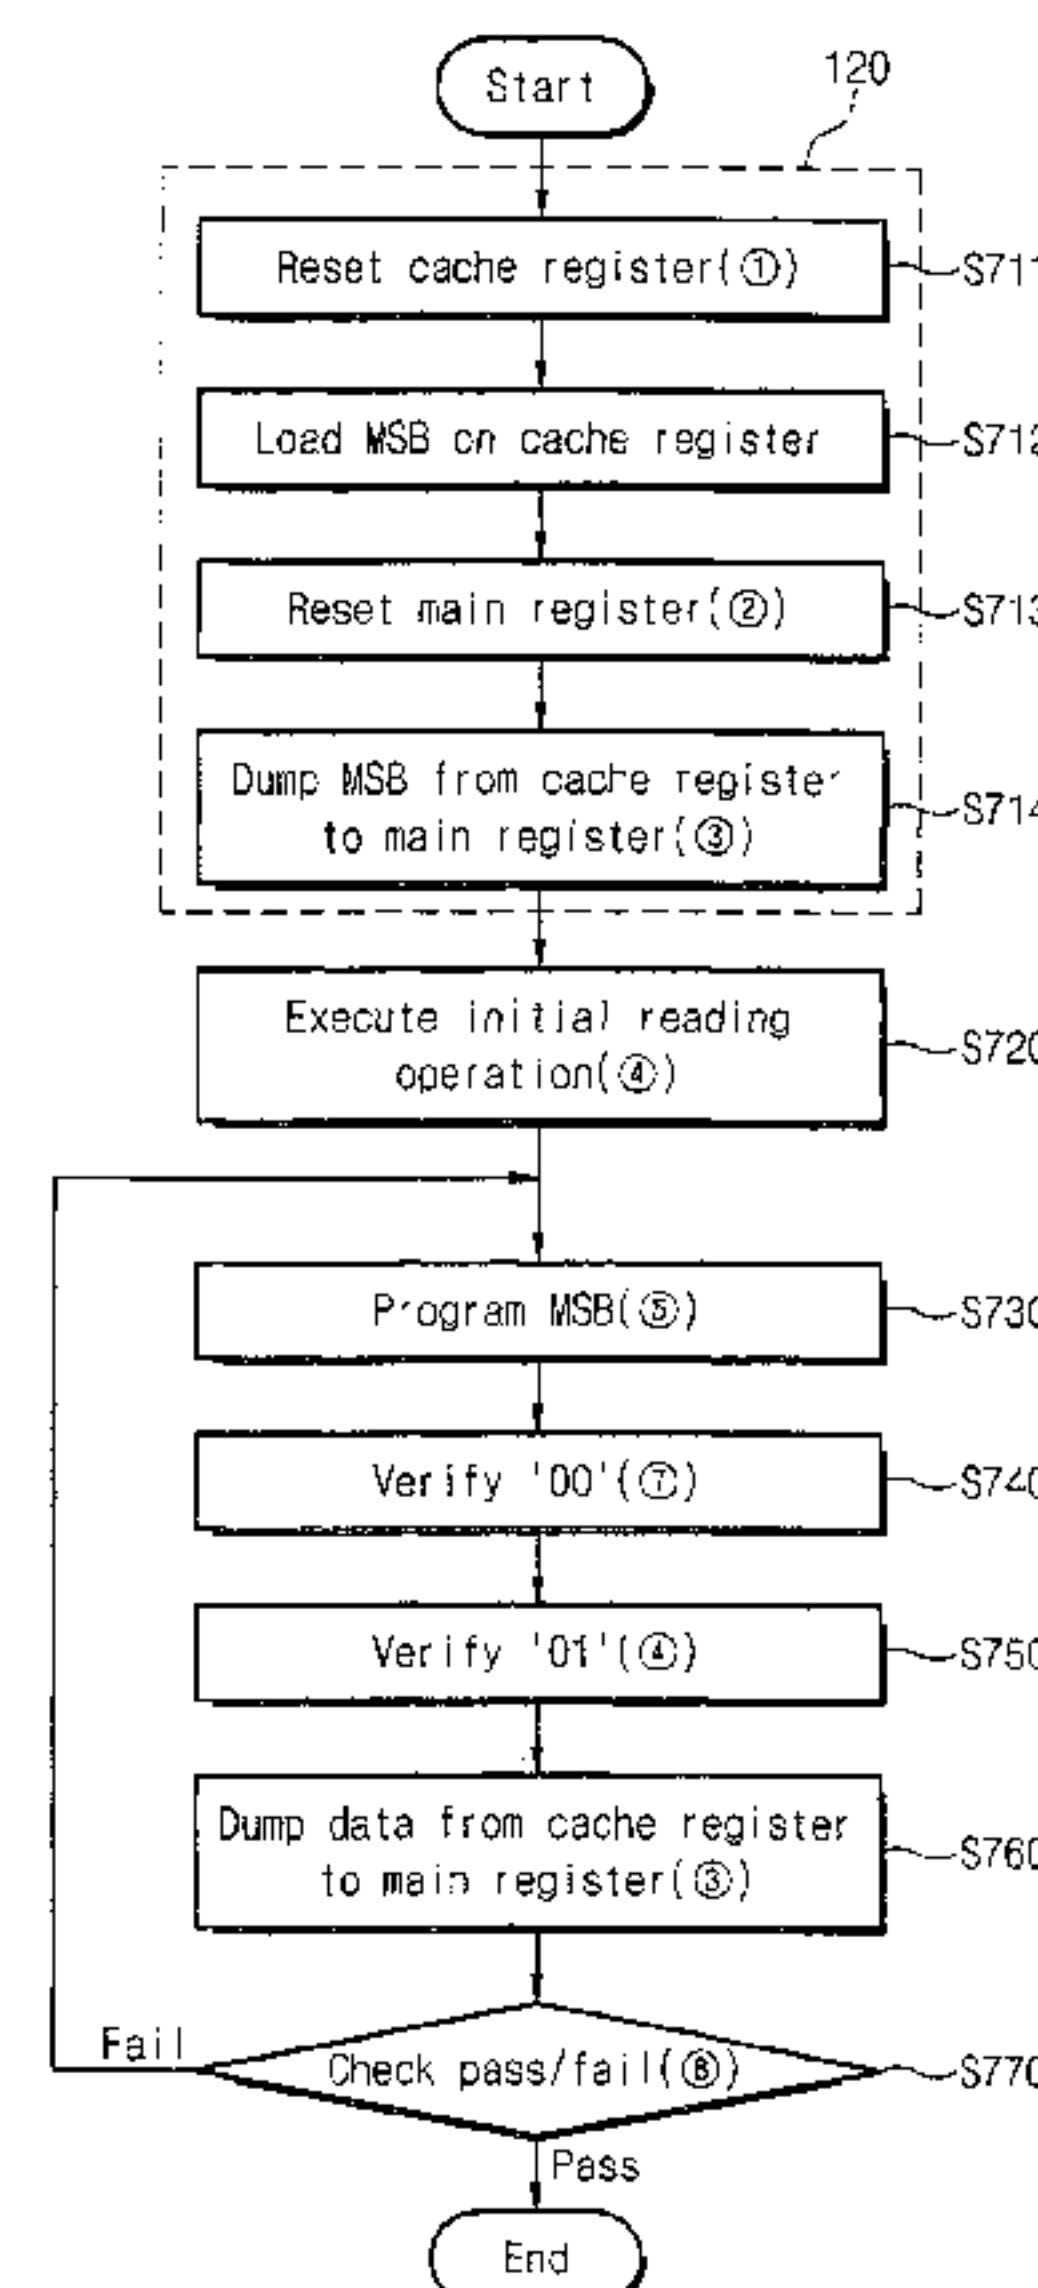 Start
120
Reset cache register(①)
S711
Load MSB on cache register
S712
Reset main register(②)
S713
Dump MSB from cache register
to main register(③)
S714
Execute initial reading
operation(④)
S720
Program MSB(⑤)
S730
Verify '00'(⑦)
S740
Verify '01'(④)
S750
Dump data from cache register
to main register(③)
S760
Fail
Check pass/fail(⑧)
S770
Pass
End